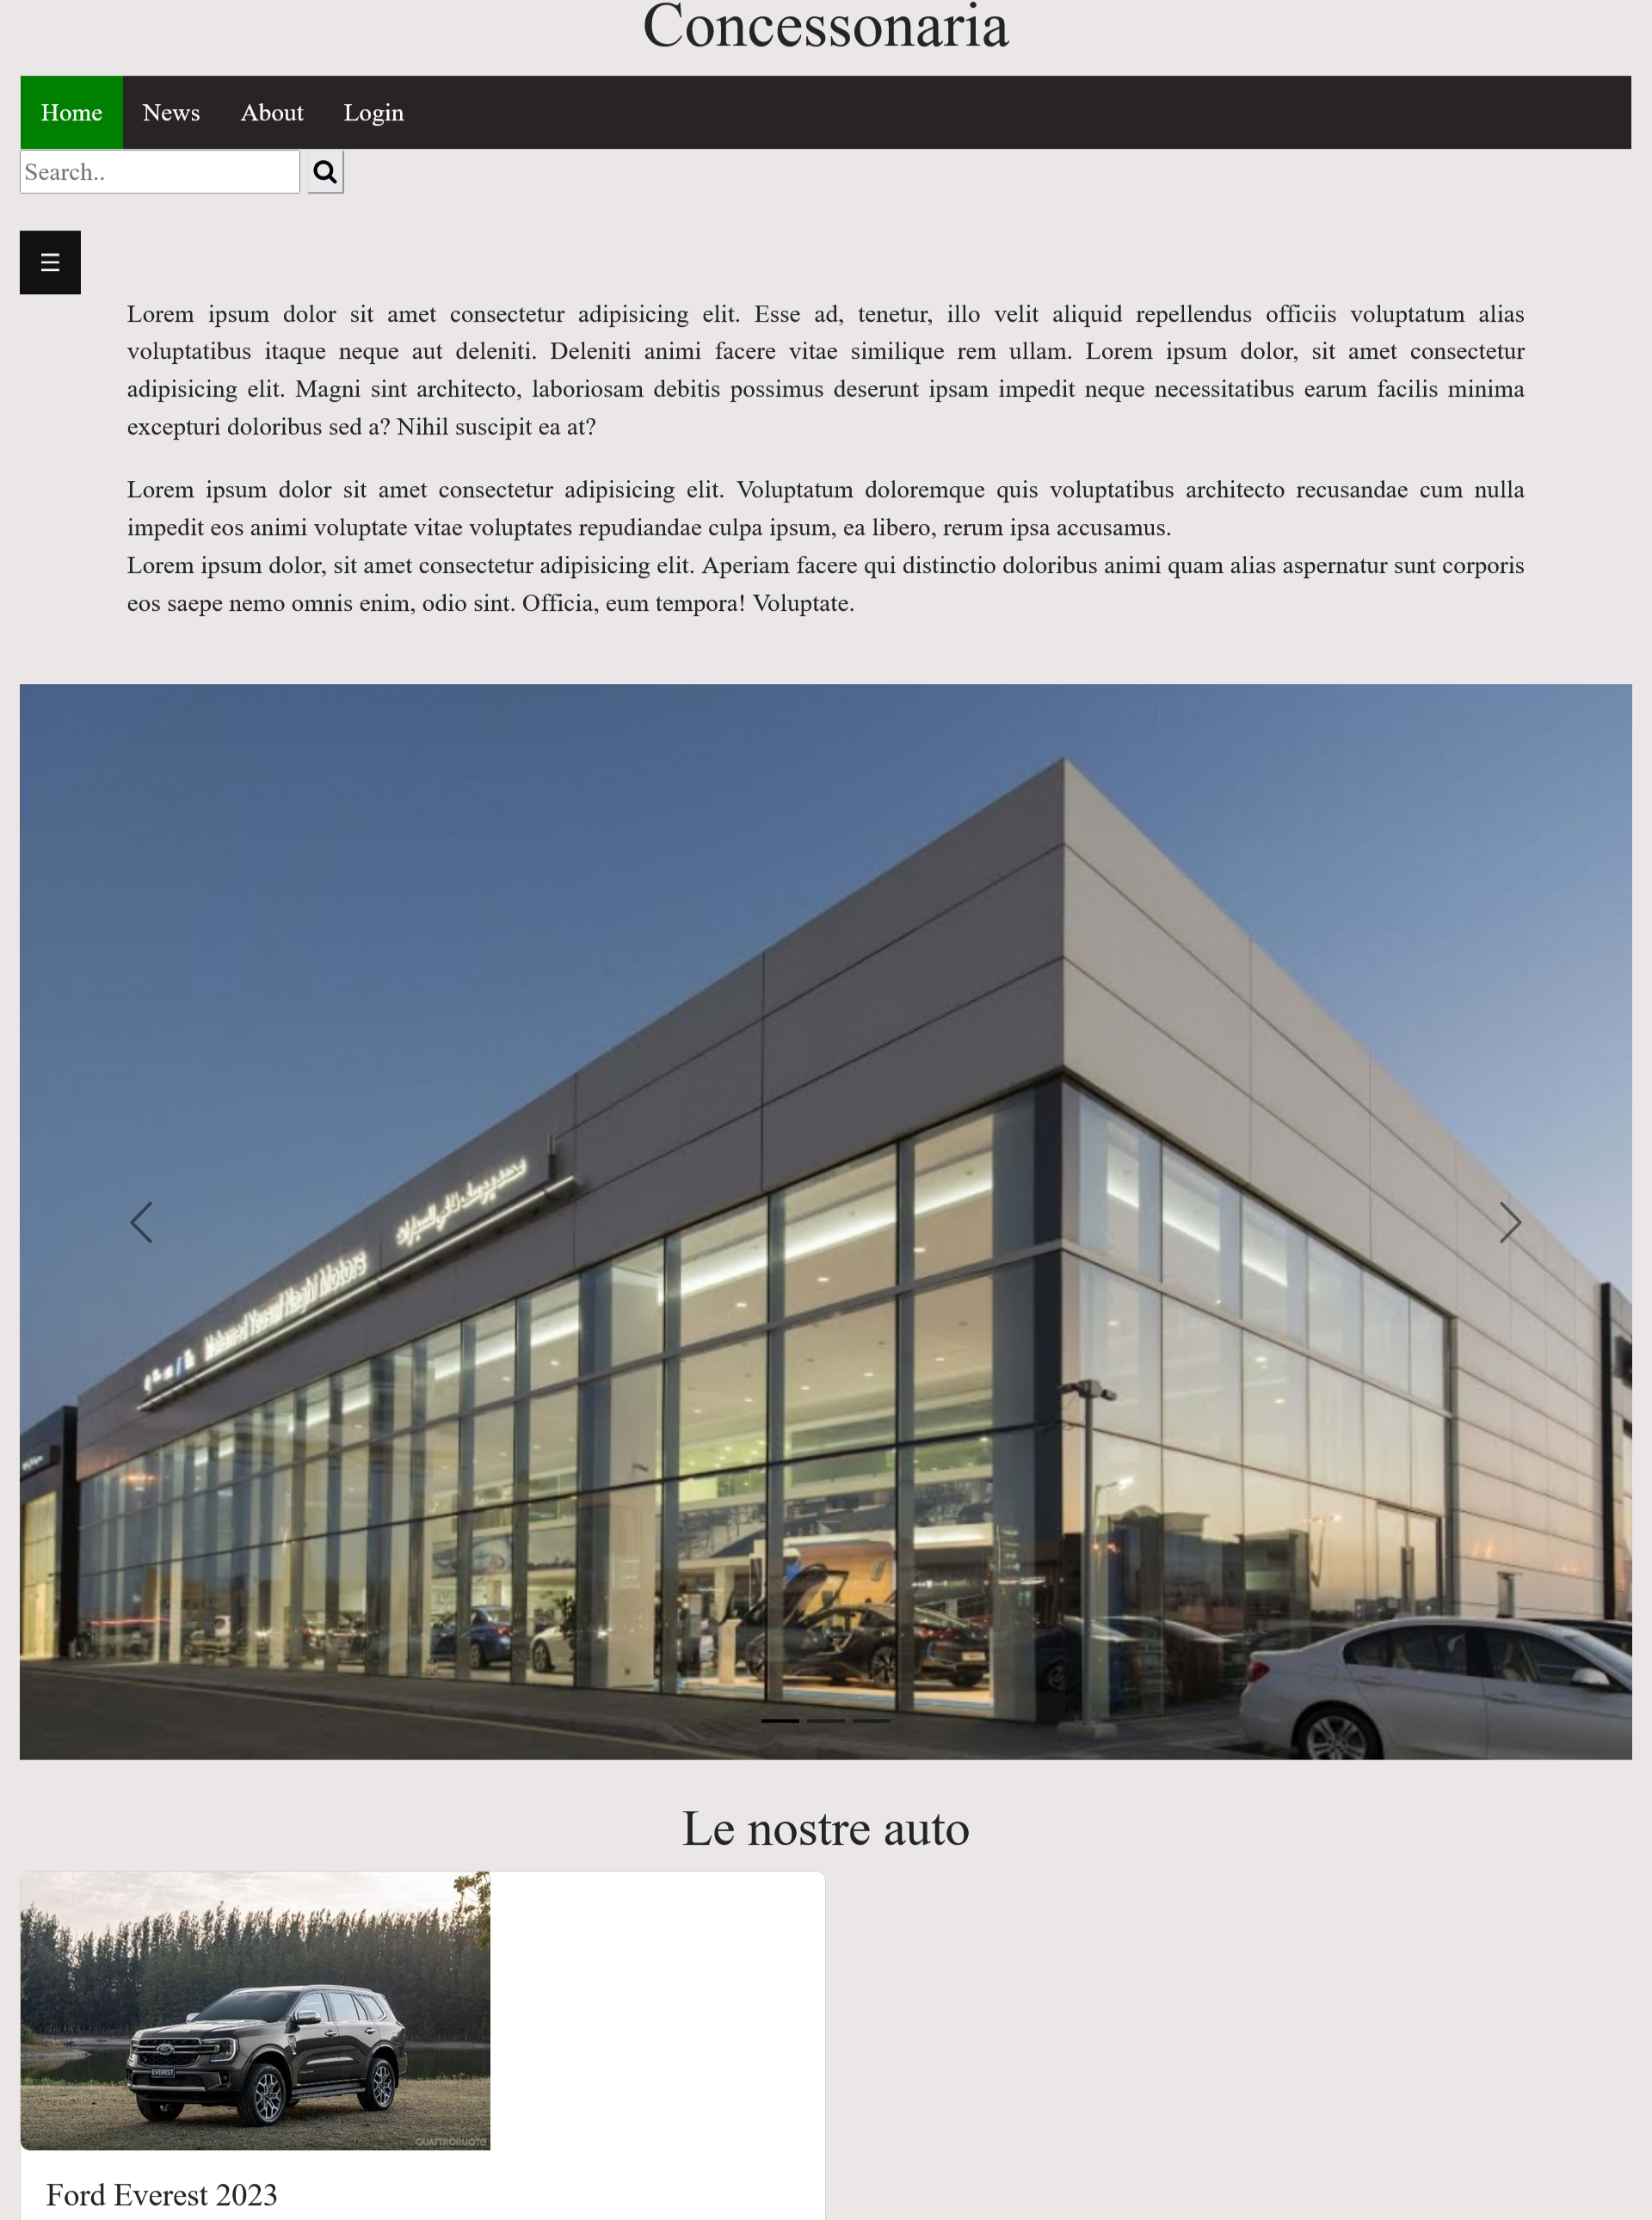 Concessonaria
Home News About Login
Search..
☰
Lorem ipsum dolor sit amet consectetur adipisicing elit. Esse ad, tenetur, illo velit aliquid repellendus officiis voluptatum alias
voluptatibus itaque neque aut deleniti. Deleniti animi facere vitae similique rem ullam. Lorem ipsum dolor, sit amet consectetur
adipisicing elit. Magni sint architecto, laboriosam debitis possimus deserunt ipsam impedit neque necessitatibus earum facilis minima
excepturi doloribus sed a? Nihil suscipit ea at?
Lorem ipsum dolor sit amet consectetur adipisicing elit. Voluptatum doloremque quis voluptatibus architecto recusandae cum nulla
impedit eos animi voluptate vitae voluptates repudiandae culpa ipsum, ea libero, rerum ipsa accusamus.
Lorem ipsum dolor, sit amet consectetur adipisicing elit. Aperiam facere qui distinctio doloribus animi quam alias aspernatur sunt corporis
eos saepe nemo omnis enim, odio sint. Officia, eum tempora! Voluptate.
محمد يوسف ناغي للسيارات
Mohamed Yousuf Naghi Motors
Le nostre auto
EVEREST
QUATTRORUOTE
Ford Everest 2023